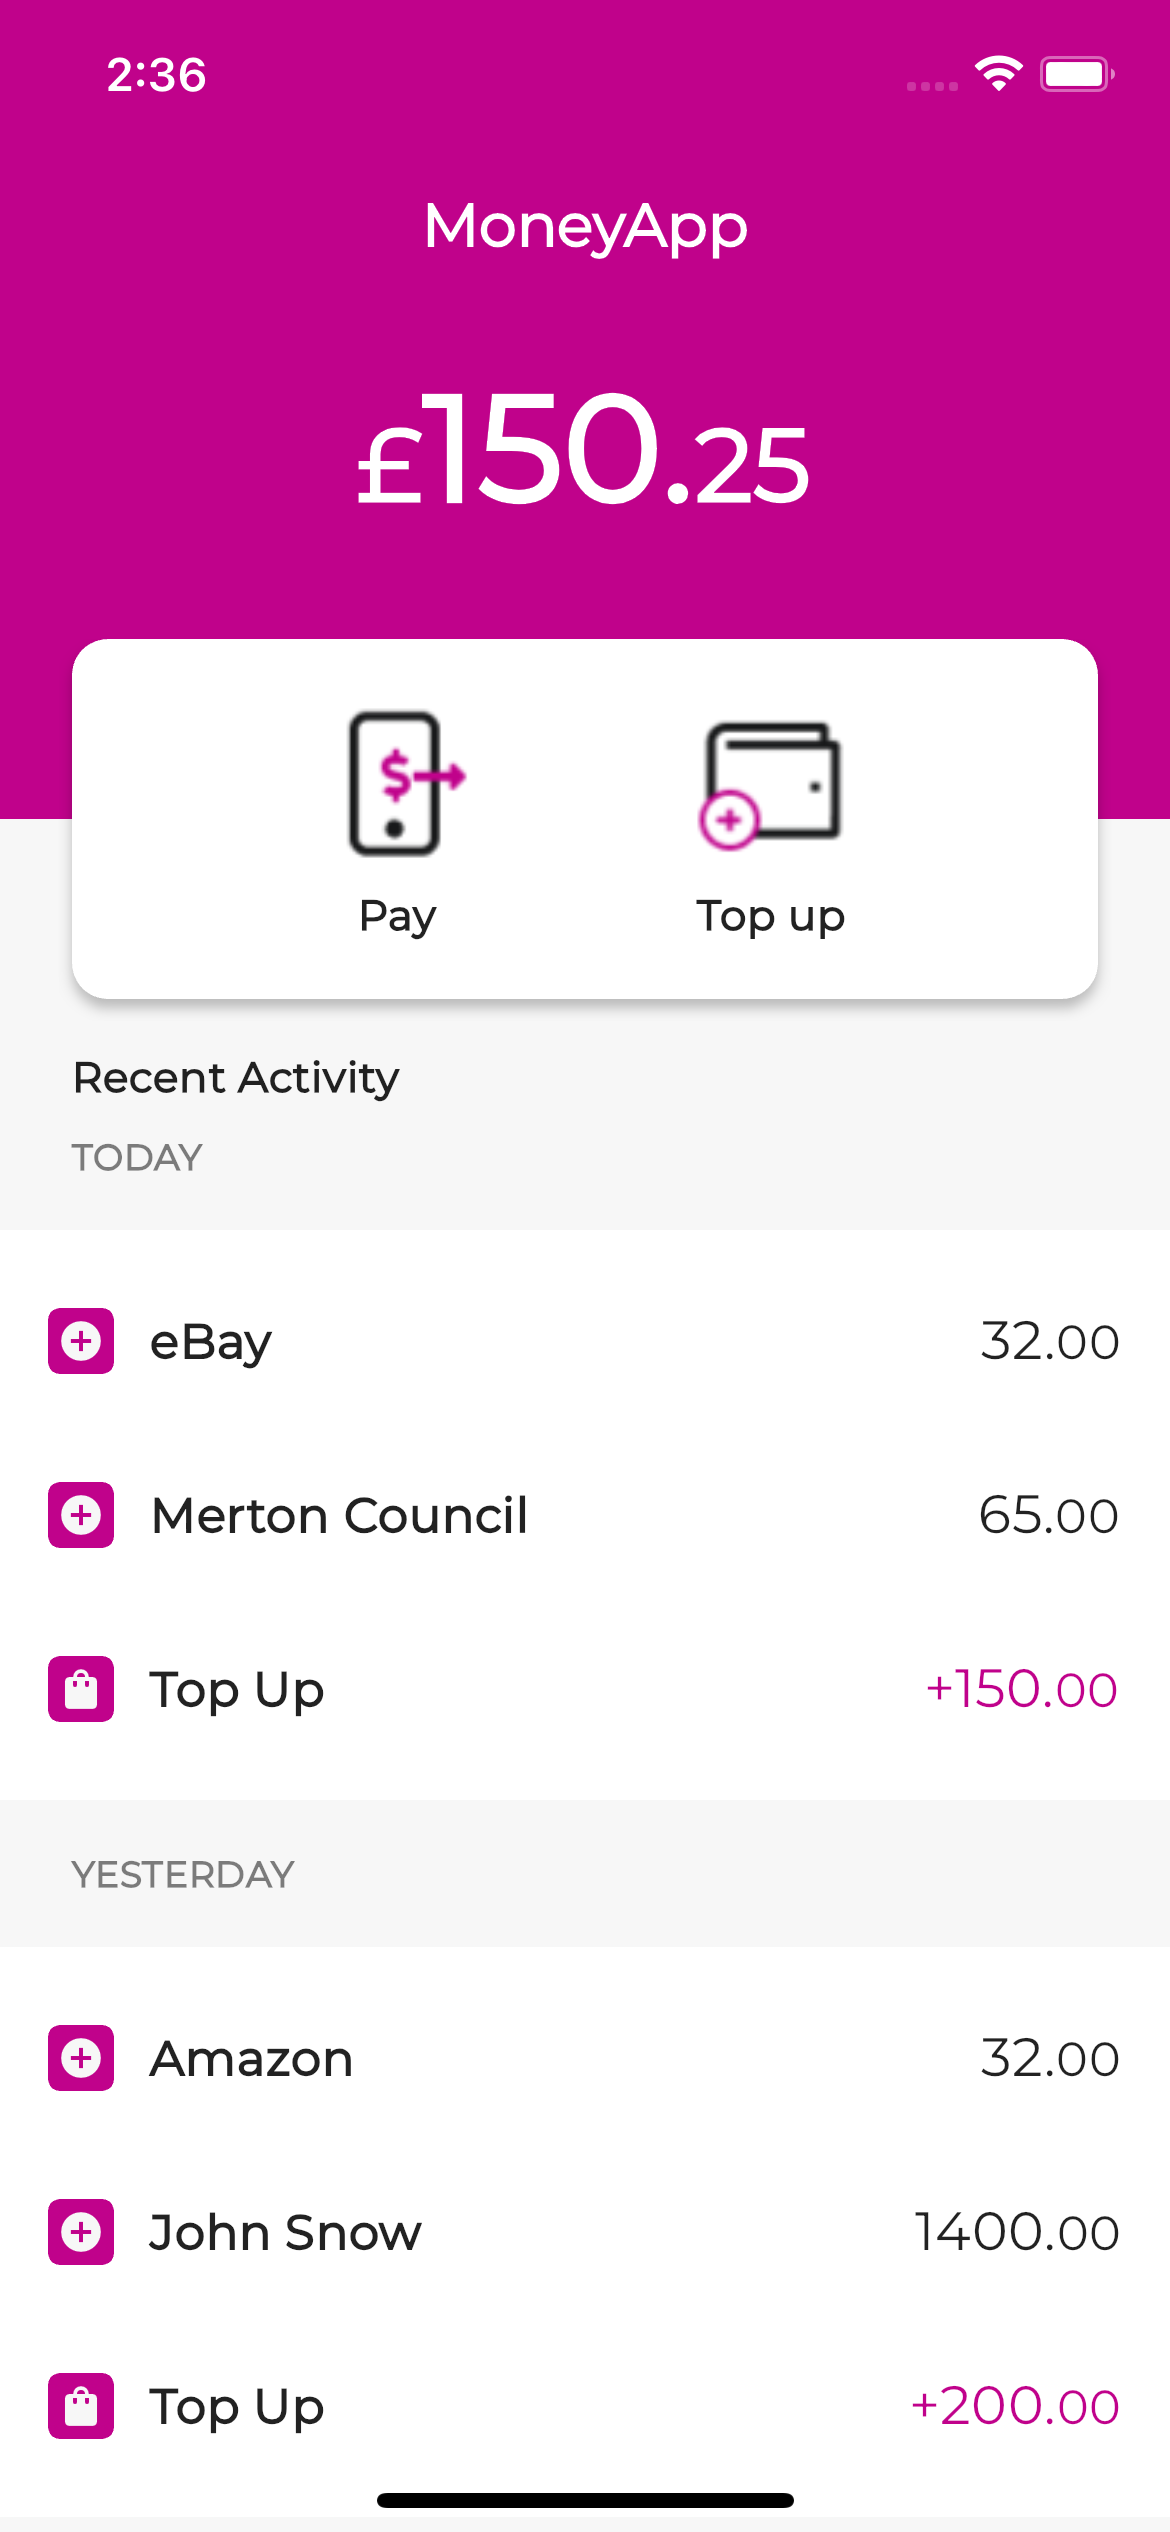 2:36
MoneyApp
£150.25
$
Pay
Top up
Recent Activity
TODAY
eBay 32.00
Merton Council 65.00
Top Up +150.00
YESTERDAY
Amazon 32.00
John Snow 1400.00
Top Up +200.00